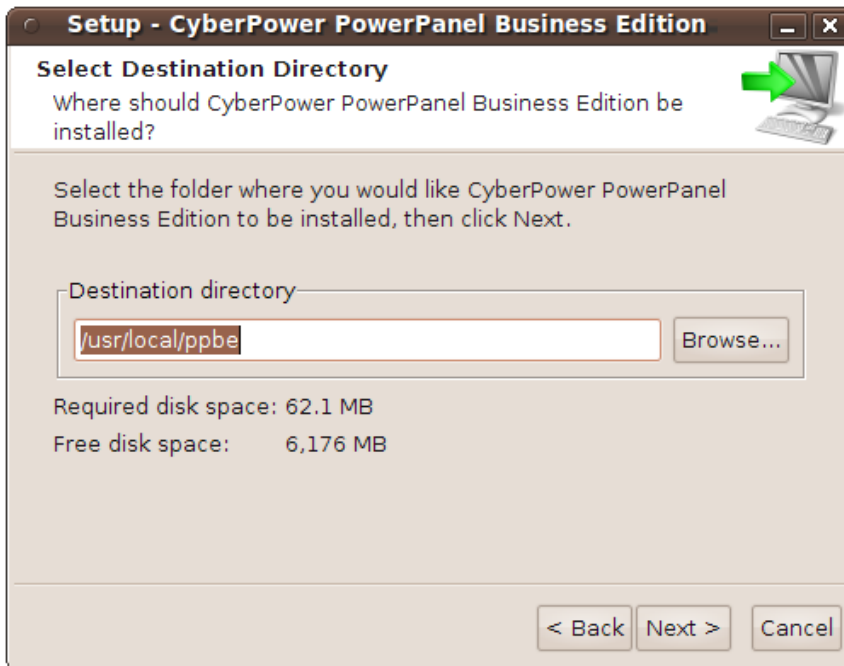 Setup - CyberPower PowerPanel Business Edition
Select Destination Directory
Where should CyberPower PowerPanel Business Edition be
installed?
Select the folder where you would like CyberPower PowerPanel
Business Edition to be installed, then click Next.
Destination directory
/usr/local/ppbe
Browse...
Required disk space: 62.1 MB
Free disk space: 6,176 MB
< Back Next > Cancel